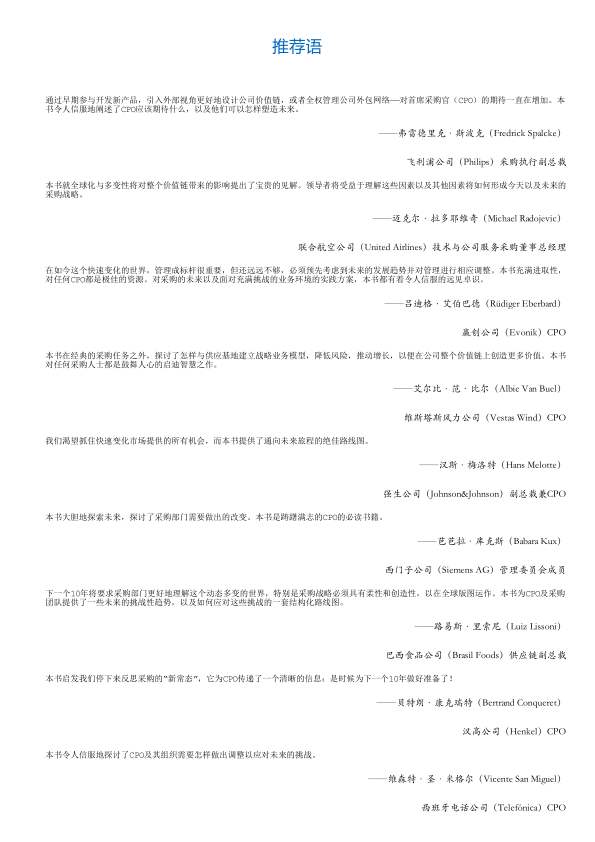 推荐语
通过早期参与开发新产品，引入外部视角更好地设计公司价值链，或者全权管理公司外包网络——对首席采购官（CPO）的期待一直在增加。本
书令人信服地阐述了CPO应该期待什么，以及他们可以怎样塑造未来。
——弗雷德里克·斯波克（Fredrick Spalcke）
飞利浦公司（Philips）采购执行副总裁
本书就全球化与多变性将对整个价值链带来的影响提出了宝贵的见解。领导者将受益于理解这些因素以及其他因素将如何形成今天以及未来的
采购战略。
——迈克尔·拉多耶维奇（Michael Radojevic）
联合航空公司（United Airlines）技术与公司服务采购董事总经理
在如今这个快速变化的世界，管理成标杆很重要，但还远远不够，必须预先考虑到未来的发展趋势并对管理进行相应调整。本书充满进取性，
对任何CPO都是极佳的资源。对采购的未来以及面对充满挑战的业务环境的实践方案，本书都有着令人信服的远见卓识。
——吕迪格·艾伯巴德（Rüdiger Eberbard）
赢创公司（Evonik）CPO
本书在经典的采购任务之外，探讨了怎样与供应基地建立战略业务模型，降低风险，推动增长，以便在公司整个价值链上创造更多价值。本书
对任何采购人士都是鼓舞人心的启迪智慧之作。
——艾尔比·范·比尔（Albie Van Buel）
维斯塔斯风力公司（Vestas Wind）CPO
我们渴望抓住快速变化市场提供的所有机会，而本书提供了通向未来旅程的绝佳路线图。
——汉斯·梅洛特（Hans Melotte）
强生公司（Johnson&Johnson）副总裁兼CPO
本书大胆地探索未来，探讨了采购部门需要做出的改变。本书是踌躇满志的CPO的必读书籍。
——芭芭拉·库克斯（Babara Kux）
西门子公司（Siemens AG）管理委员会成员
下一个10年将要求采购部门更好地理解这个动态多变的世界，特别是采购战略必须具有柔性和创造性，以在全球版图运作。本书为CPO及采购
团队提供了一些未来的挑战性趋势，以及如何应对这些挑战的一套结构化路线图。
——路易斯·里索尼（Luiz Lissoni）
巴西食品公司（Brasil Foods）供应链副总裁
本书启发我们停下来反思采购的“新常态”，它为CPO传递了一个清晰的信息：是时候为下一个10年做好准备了！
——贝特朗·康克瑞特（Bertrand Conqueret）
汉高公司（Henkel）CPO
本书令人信服地探讨了CPO及其组织需要怎样做出调整以应对未来的挑战。
——维森特·圣·米格尔（Vicente San Miguel）
西班牙电话公司（Telefònica）CPO